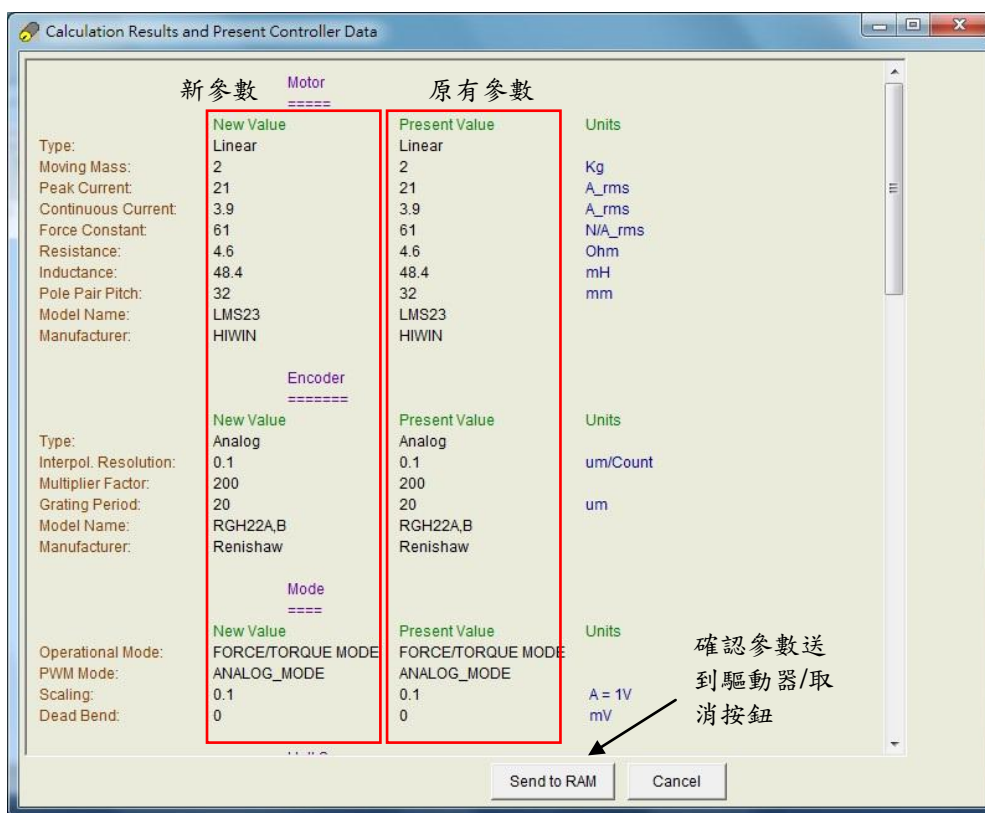 Calculation Results and Present Controller Data
新參數 Motor 原有參數
=====
New Value Present Value Units
Type: Linear Linear
Moving Mass: 2 2 Kg
Peak Current: 21 21 A_rms
Continuous Current: 3.9 3.9 A_rms
Force Constant: 61 61 N/A_rms
Resistance: 4.6 4.6 Ohm
Inductance: 48.4 48.4 mH
Pole Pair Pitch: 32 32 mm
Model Name: LMS23 LMS23
Manufacturer: HIWIN HIWIN
Encoder
=======
New Value Present Value Units
Type: Analog Analog
Interpol. Resolution: 0.1 0.1 um/Count
Multiplier Factor: 200 200
Grating Period: 20 20 um
Model Name: RGH22A,B RGH22A,B
Manufacturer: Renishaw Renishaw
Mode
====
New Value Present Value Units
Operational Mode: FORCE/TORQUE MODE FORCE/TORQUE MODE
PWM Mode: ANALOG_MODE ANALOG_MODE
Scaling: 0.1 0.1 A = 1V
Dead Bend: 0 0 mV
確認參數送
到驅動器/取
消按鈕
Send to RAM Cancel